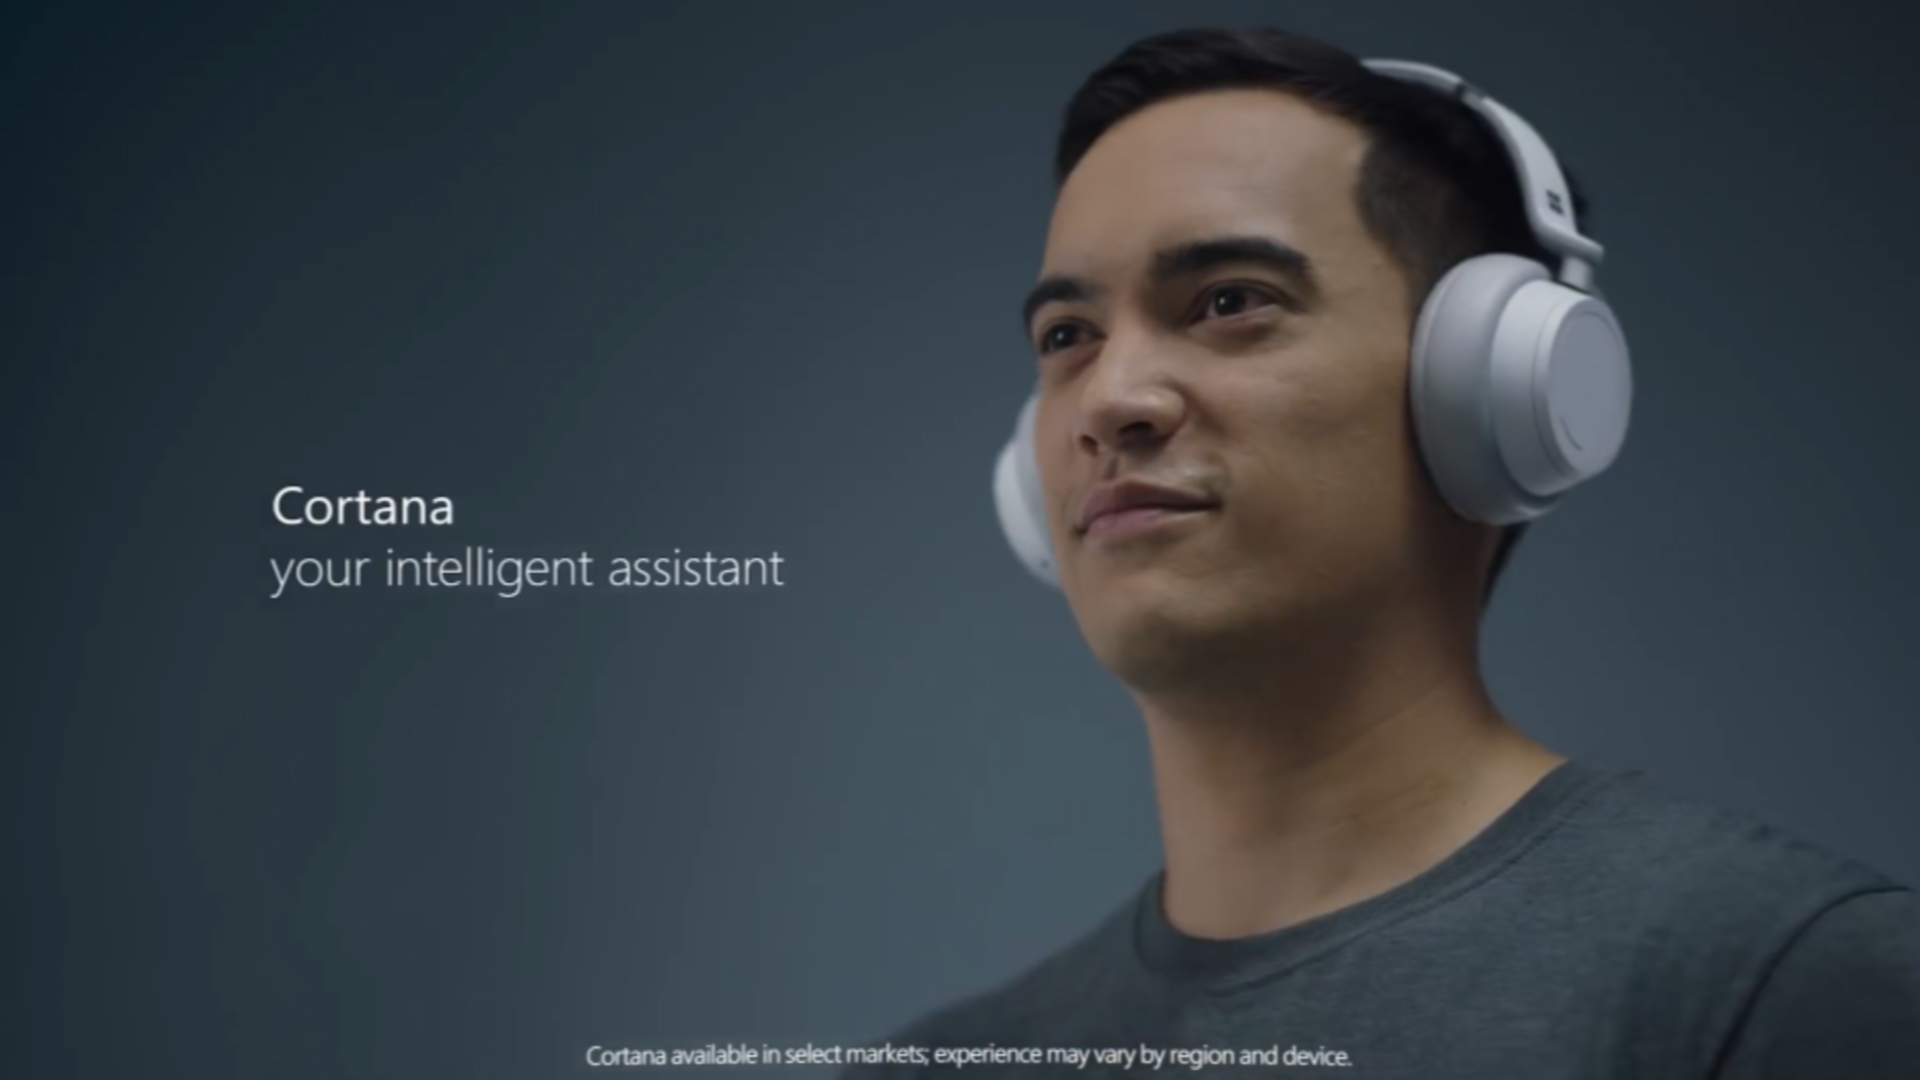 Cortana
your intelligent assistant
Cortana available in select markets; experience may vary by region and device.